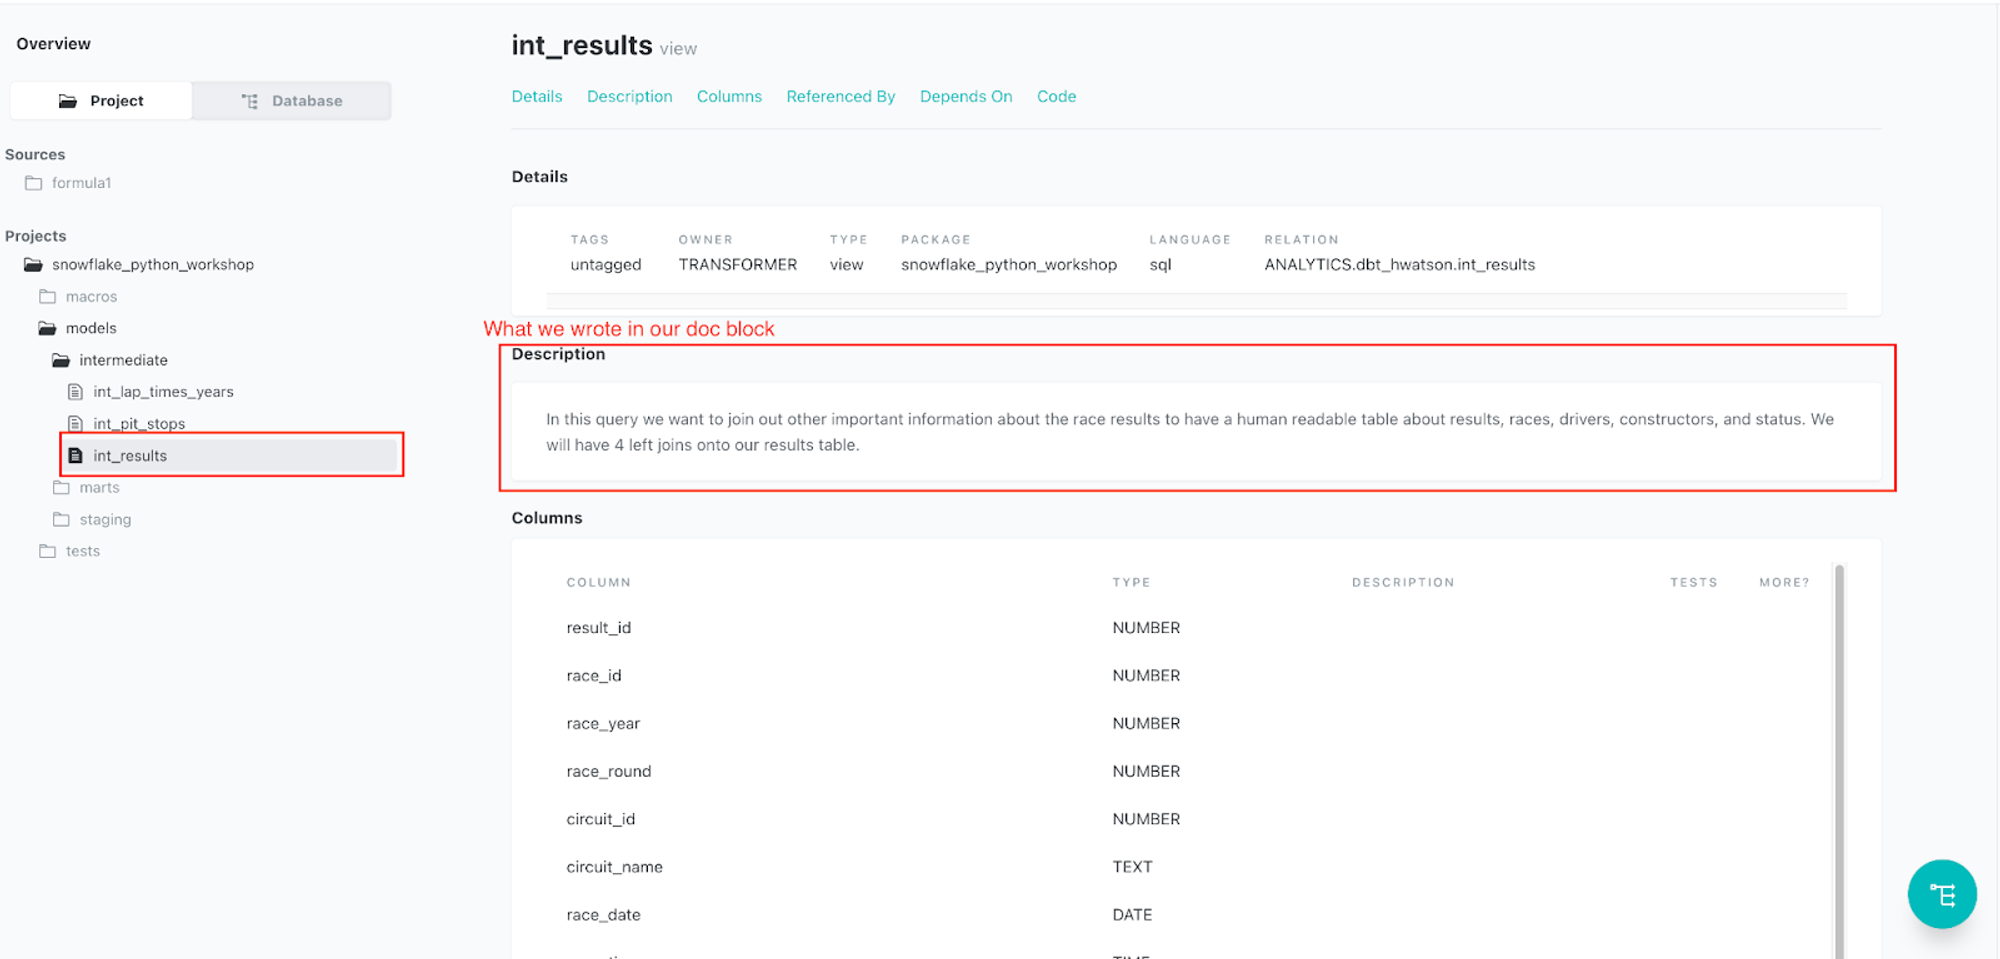 Overview
Project
Database
Sources
formula1
Projects
snowflake_python_workshop
macros
models
intermediate
int_lap_times_years
int_pit_stops
int_results
marts
staging
tests
int_results view
Details Description Columns Referenced By Depends On Code
Details
TAGS OWNER TYPE PACKAGE LANGUAGE RELATION
untagged TRANSFORMER view snowflake_python_workshop sql ANALYTICS.dbt_hwatson.int_results
What we wrote in our doc block
Description
In this query we want to join out other important information about the race results to have a human readable table about results, races, drivers, constructors, and status. We
will have 4 left joins onto our results table.
Columns
COLUMN TYPE DESCRIPTION TESTS MORE?
result_id NUMBER
race_id NUMBER
race_year NUMBER
race_round NUMBER
circuit_id NUMBER
circuit_name TEXT
race_date DATE